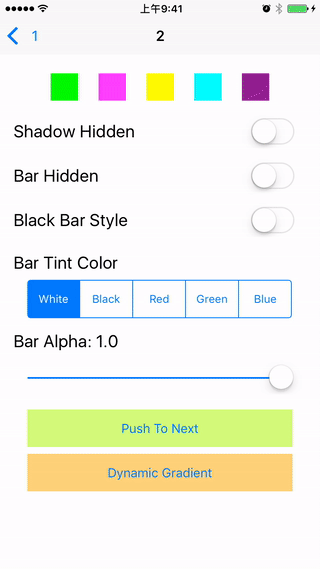 上午9:41
1
2
Shadow Hidden
Bar Hidden
Black Bar Style
Bar Tint Color
White Black Red Green Blue
Bar Alpha: 1.0
Push To Next
Dynamic Gradient